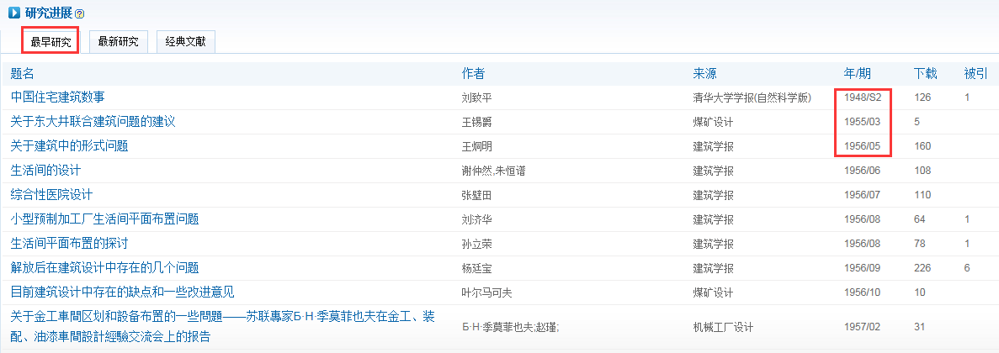 研究进展
最早研究 最新研究 经典文献
题名 作者 来源 年/期 下载 被引
中国住宅建筑数事 刘致平 清华大学学报(自然科学版) 1948/S2 126 1
关于东大井联合建筑问题的建议 王锡爵 煤矿设计 1955/03 5
关于建筑中的形式问题 王炯明 建筑学报 1956/05 160
生活间的设计 谢仲然,朱恒谱 建筑学报 1956/06 108
综合性医院设计 张壁田 建筑学报 1956/07 110
小型预制加工厂生活间平面布置问题 刘济华 建筑学报 1956/08 64 1
生活间平面布置的探讨 孙立荣 建筑学报 1956/08 78 1
解放后在建筑设计中存在的几个问题 杨廷宝 建筑学报 1956/09 226 6
目前建筑设计中存在的缺点和一些改进意见 叶尔马可夫 煤矿设计 1956/10 10
关于金工車間区划和設备布置的一些問題——苏联專家Б·Н·季莫菲也夫在金工、装
配、油漆車間設計經驗交流会上的报告 Б·Н·季莫菲也夫;赵瑾; 机械工厂设计 1957/02 31